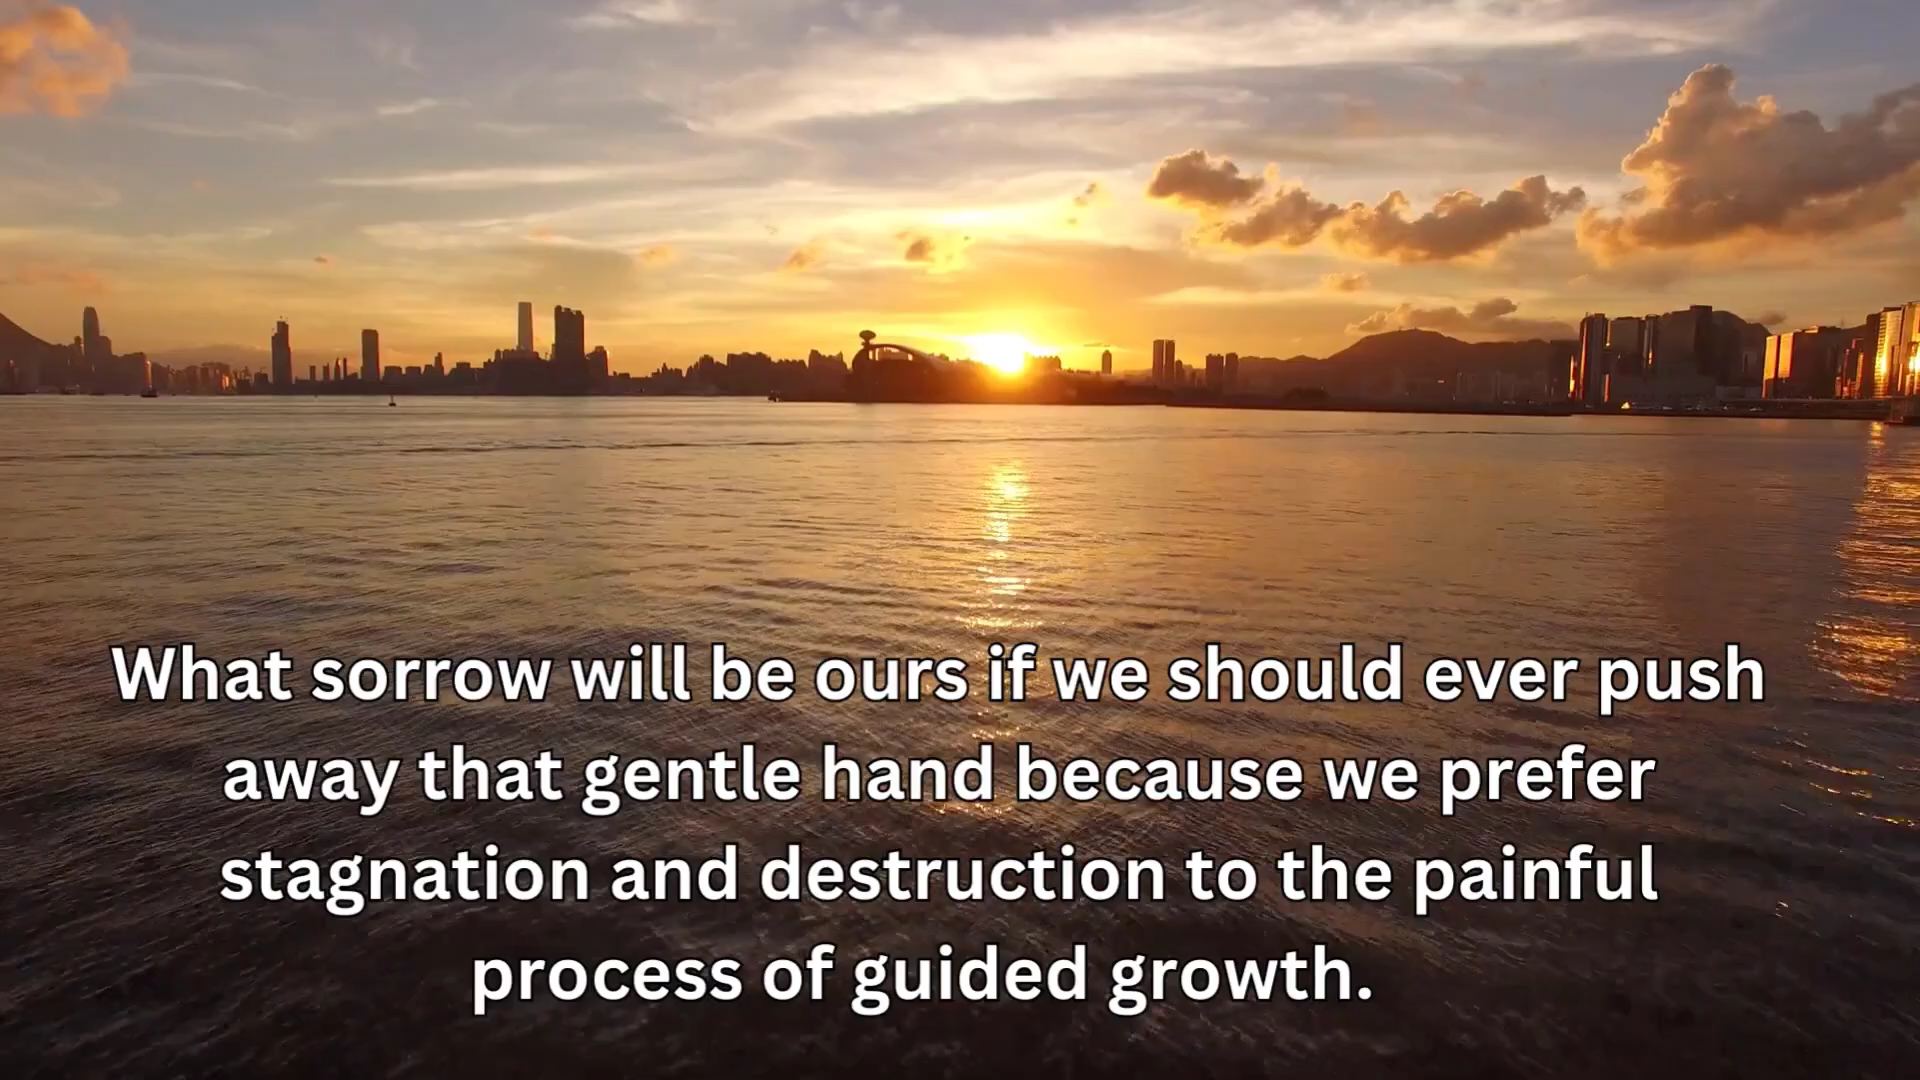 What sorrow will be ours if we should ever push
away that gentle hand because we prefer
stagnation and destruction to the painful
process of guided growth.